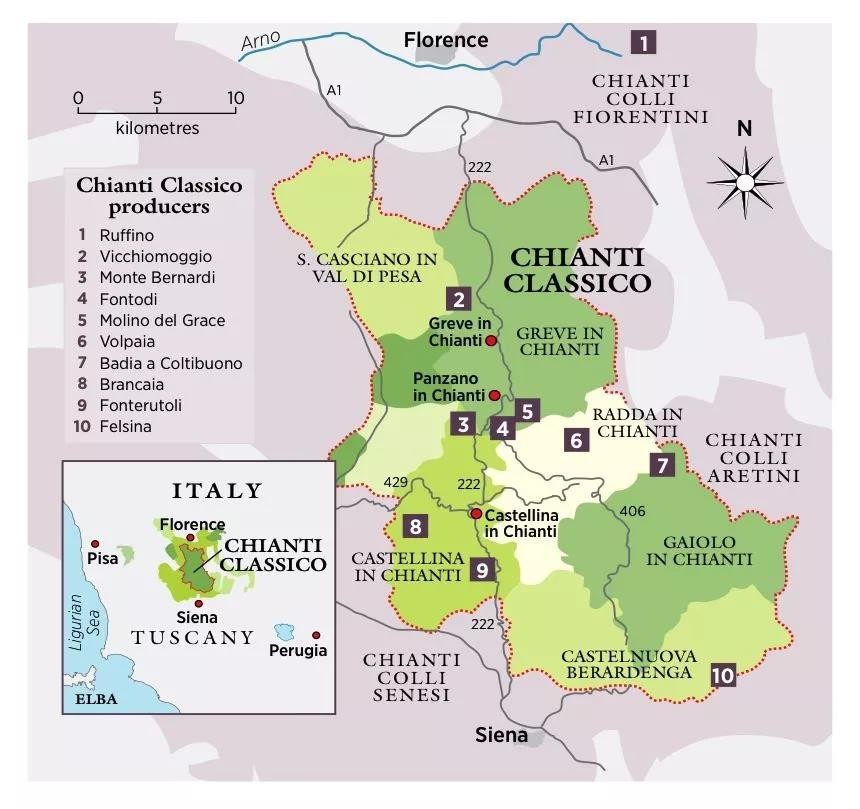 Arno
Florence
1
CHIANTI
COLLI
FIORENTINI
A1
0 5 10
kilometres
N
222
A1
Chianti Classico
producers
1 Ruffino
2 Vicchiomoggio
3 Monte Bernardi
4 Fontodi
5 Molino del Grace
6 Volpaia
7 Badia a Coltibuono
8 Brancaia
9 Fonterutoli
10 Felsina
S. CASCIANO IN
VAL DI PESA
CHIANTI
CLASSICO
2
Greve in
Chianti
GREVE IN
CHIANTI
Panzano
in Chianti
3
4
5
6
RADDA IN
CHIANTI
7
CHIANTI
COLLI
ARETINI
429
222
406
Castellina
in Chianti
8
CASTELLINA
IN CHIANTI
9
GAIOLO
IN CHIANTI
222
CHIANTI
COLLI
SENESI
CASTELNUOVA
BERARDENGA
10
Siena
ITALY
Florence
CHIANTI
CLASSICO
Pisa
Siena
TUSCANY
Perugia
Ligurian
Sea
ELBA